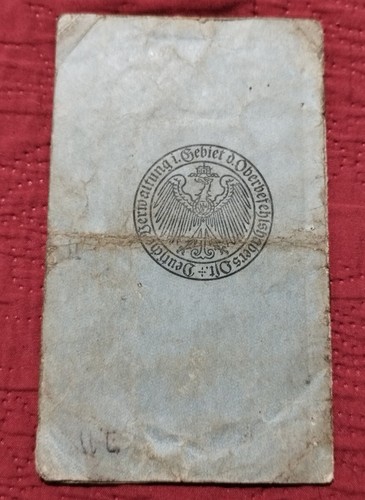 Deutsche Verwaltung i. Gebiet d. Oberbefehlshabers Ost